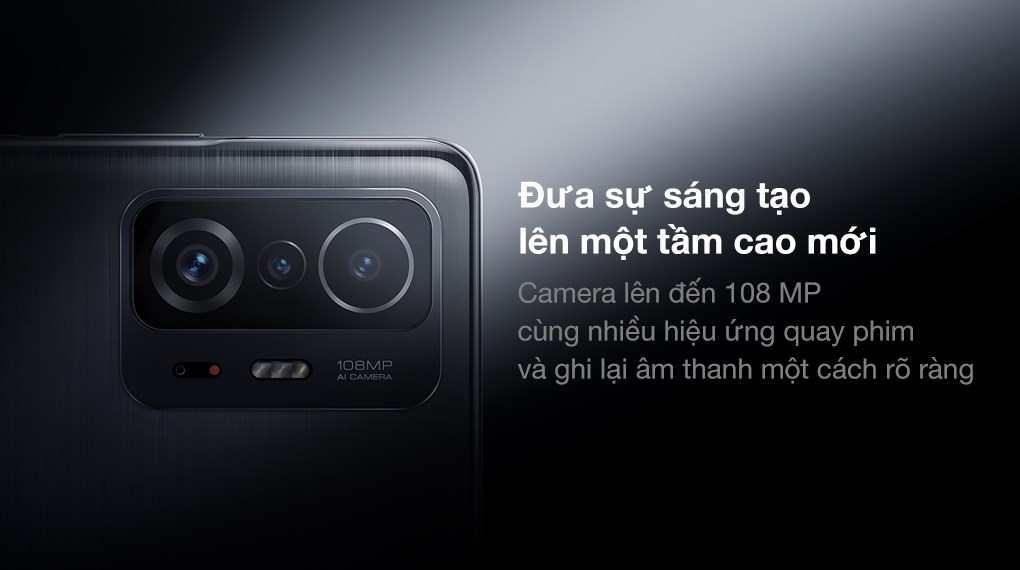 Đưa sự sáng tạo
lên một tầm cao mới
Camera lên đến 108 MP
cùng nhiều hiệu ứng quay phim
và ghi lại âm thanh một cách rõ ràng
108MP
AI CAMERA